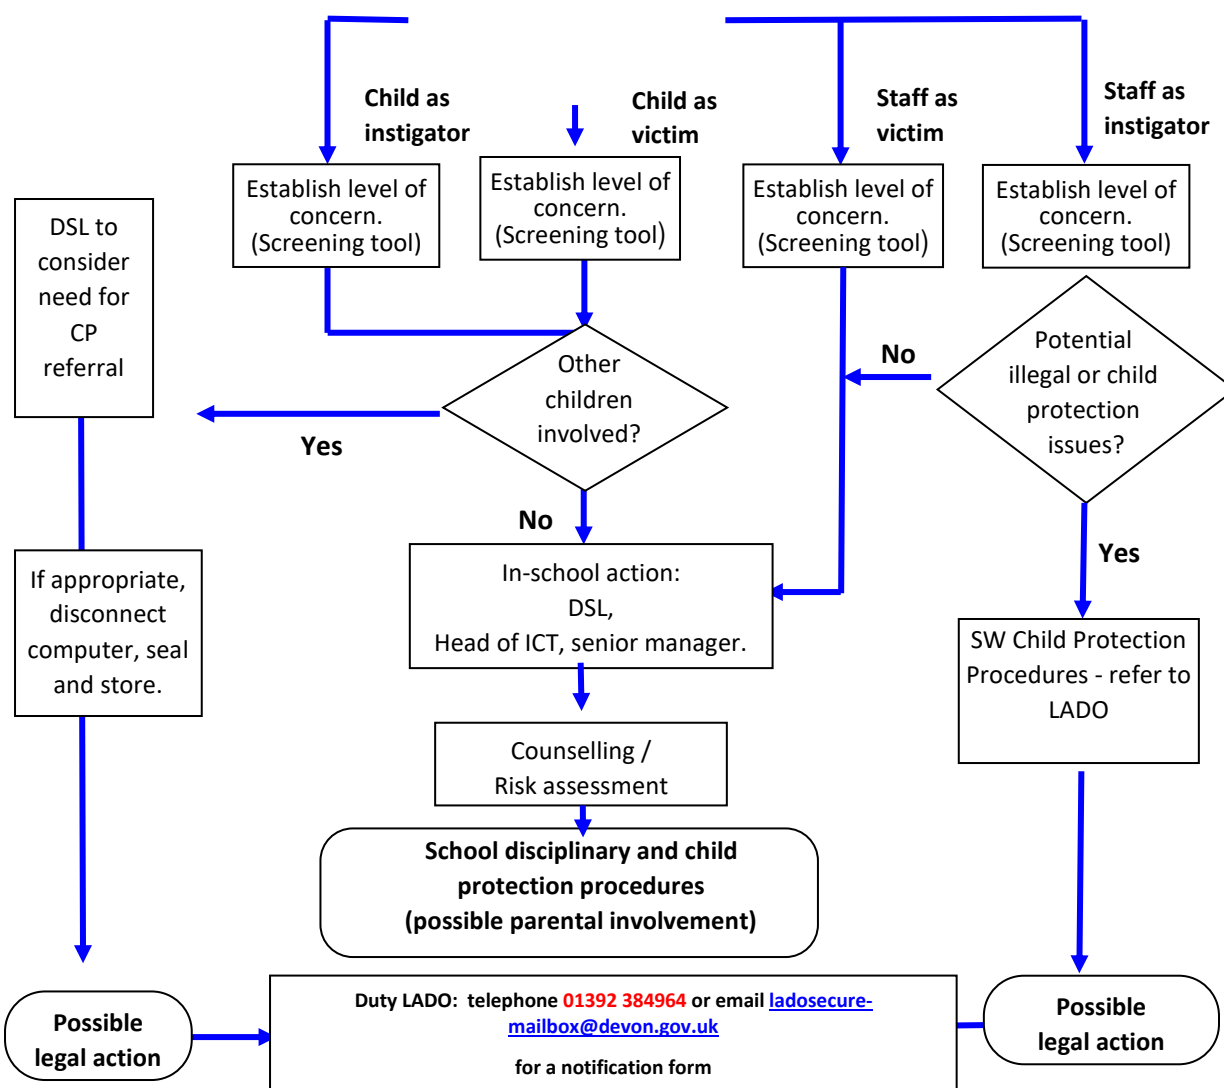 Child as
instigator
Child as
victim
Staff as
victim
Staff as
instigator
Establish level of
concern.
(Screening tool)
Establish level of
concern.
(Screening tool)
Establish level of
concern.
(Screening tool)
Establish level of
concern.
(Screening tool)
DSL to
consider
need for
CP
referral
Other
children
involved?
No
Potential
illegal or child
protection
issues?
Yes
No
Yes
If appropriate,
disconnect
computer, seal
and store.
In-school action:
DSL,
Head of ICT, senior manager.
SW Child Protection
Procedures - refer to
LADO
Counselling /
Risk assessment
School disciplinary and child
protection procedures
(possible parental involvement)
Possible
legal action
Duty LADO: telephone 01392 384964 or email ladosecure-
mailbox@devon.gov.uk
for a notification form
Possible
legal action